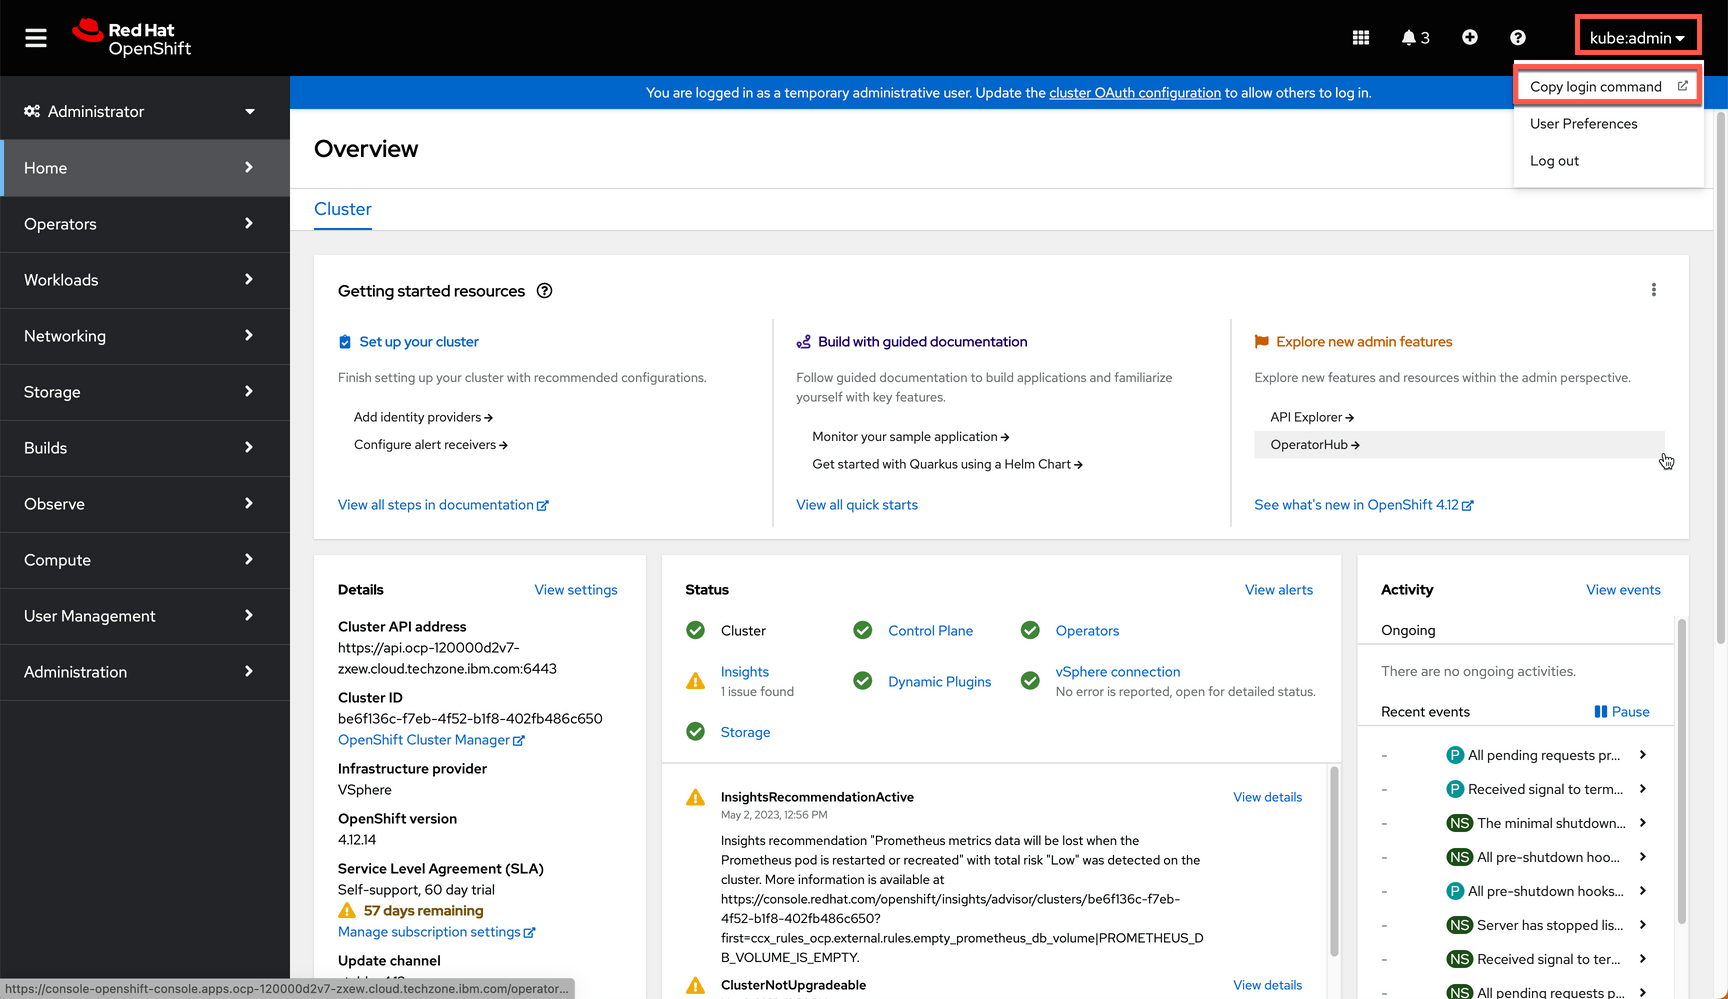 Red Hat
OpenShift
3
kube:admin
Copy login command
User Preferences
Log out
Administrator
You are logged in as a temporary administrative user. Update the cluster OAuth configuration to allow others to log in.
Home
Operators
Workloads
Networking
Storage
Builds
Observe
Compute
User Management
Administration
Overview
Cluster
Getting started resources
Set up your cluster
Finish setting up your cluster with recommended configurations.
Add identity providers
Configure alert receivers
View all steps in documentation
Build with guided documentation
Follow guided documentation to build applications and familiarize
yourself with key features.
Monitor your sample application
Get started with Quarkus using a Helm Chart
View all quick starts
Explore new admin features
Explore new features and resources within the admin perspective.
API Explorer
OperatorHub
See what's new in OpenShift 4.12
Details
View settings
Cluster API address
https://api.ocp-120000d2v7-
zxew.cloud.techzone.ibm.com:6443
Cluster ID
be6f136c-f7eb-4f52-b1f8-402fb486c650
OpenShift Cluster Manager
Infrastructure provider
VSphere
OpenShift version
4.12.14
Service Level Agreement (SLA)
Self-support, 60 day trial
57 days remaining
Manage subscription settings
Update channel
Status
View alerts
Cluster
Control Plane
Operators
Insights
1 issue found
Dynamic Plugins
vSphere connection
No error is reported, open for detailed status.
Storage
InsightsRecommendationActive
View details
May 2, 2023, 12:56 PM
Insights recommendation "Prometheus metrics data will be lost when the
Prometheus pod is restarted or recreated" with total risk "Low" was detected on the
cluster. More information is available at
https://console.redhat.com/openshift/insights/advisor/clusters/be6f136c-f7eb-
4f52-b1f8-402fb486c650?
first=ccx_rules_ocp.external.rules.empty_prometheus_db_volume|PROMETHEUS_D
B_VOLUME_IS_EMPTY.
ClusterNotUpgradeable
View details
Activity
View events
Ongoing
There are no ongoing activities.
Recent events
Pause
- P All pending requests pr...
- P Received signal to term...
- NS The minimal shutdown...
- NS All pre-shutdown hoo...
- P All pre-shutdown hooks...
- NS Server has stopped lis...
- NS Received signal to ter...
- NS All pending requests p...
https://console-openshift-console.apps.ocp-120000d2v7-zxew.cloud.techzone.ibm.com/operator...